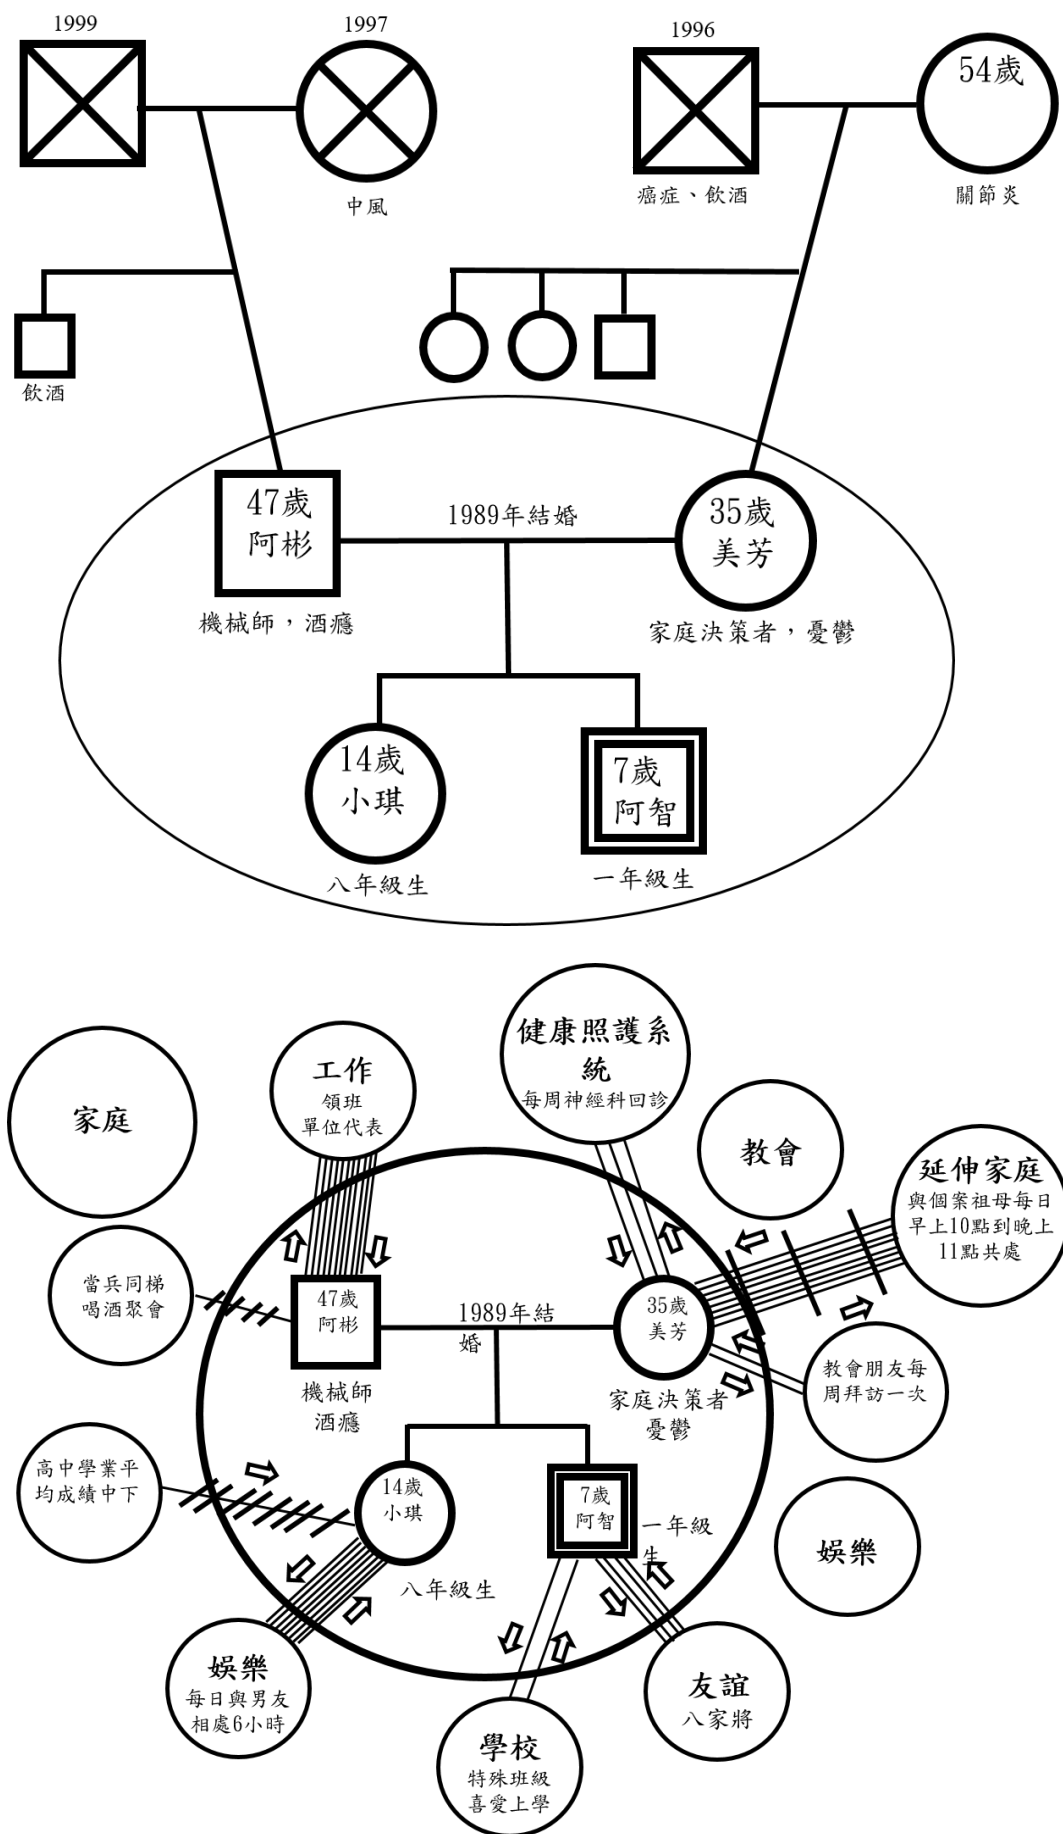 1999
1997
1996
54歲
中風
癌症、飲酒
關節炎
飲酒
47歲
阿彬
1989年結婚
35歲
美芳
機械師，酒癮
家庭決策者，憂鬱
14歲
小琪
7歲
阿智
八年級生
一年級生
家庭
工作
領班
單位代表
健康照護系
統
每周神經科回診
教會
延伸家庭
與個案祖母每日
早上10點到晚上
11點共處
當兵同梯
喝酒聚會
47歲
阿彬
1989年結
婚
35歲
美芳
機械師
酒癮
家庭決策者
憂鬱
教會朋友每
周拜訪一次
高中學業平
均成績中下
14歲
小琪
7歲
阿智
一年級
生
八年級生
娛樂
娛樂
每日與男友
相處6小時
學校
特殊班級
喜愛上學
友誼
八家將